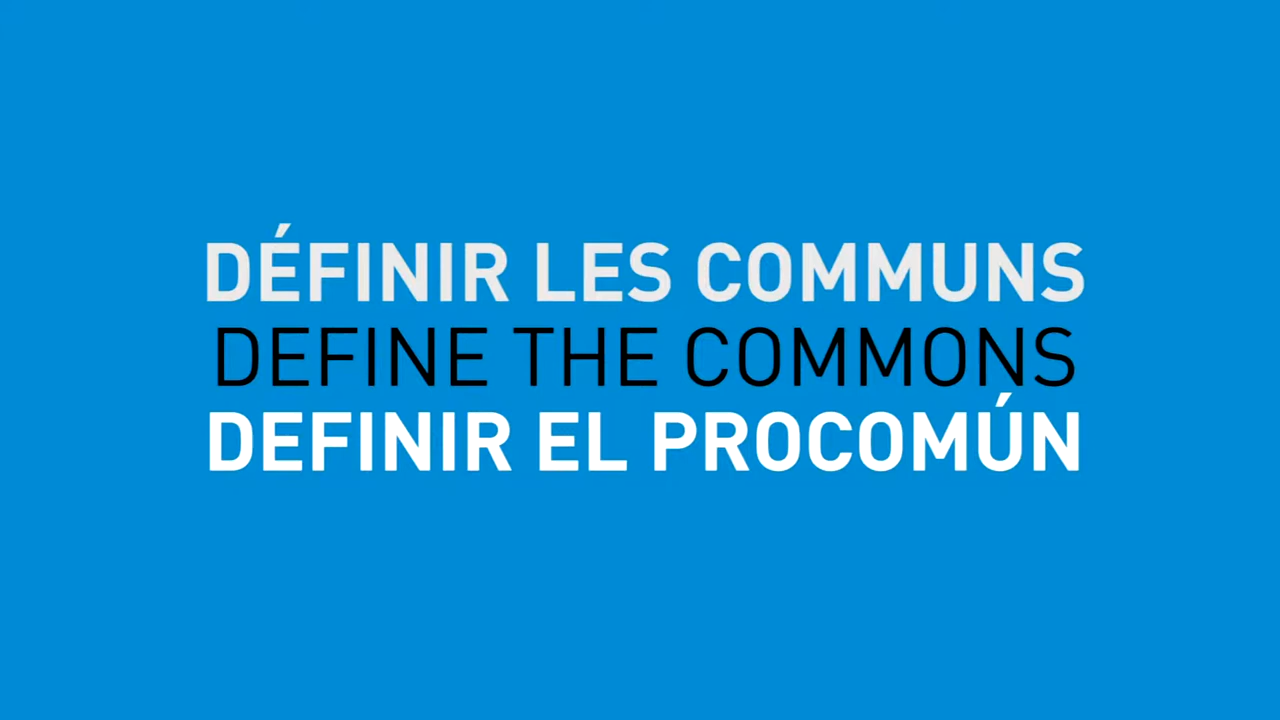 DÉFINIR LES COMMUNS
DEFINE THE COMMONS
DEFINIR EL PROCOMÚN